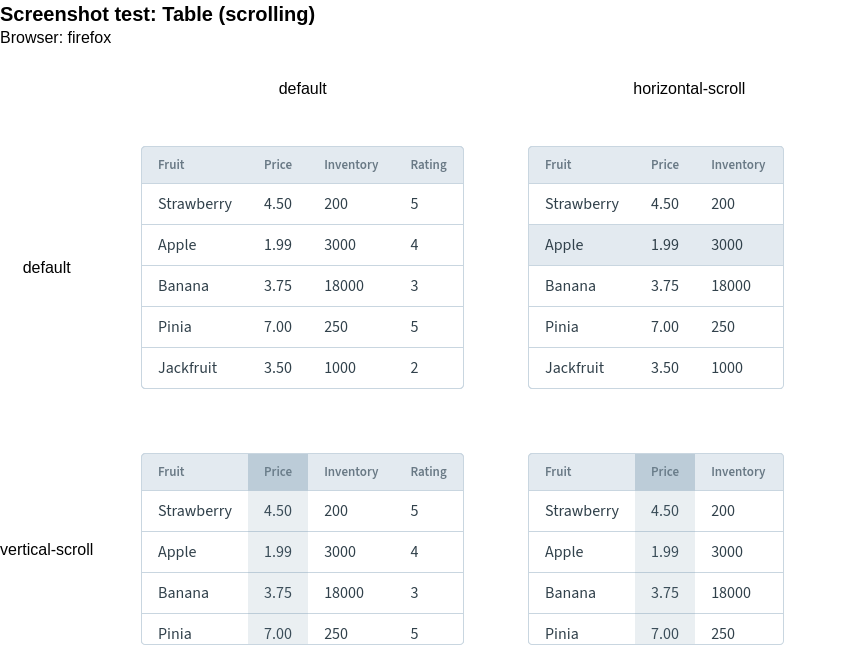 Screenshot test: Table (scrolling)
Browser: firefox
default horizontal-scroll
default
Fruit Price Inventory Rating
Strawberry 4.50 200 5
Apple 1.99 3000 4
Banana 3.75 18000 3
Pinia 7.00 250 5
Jackfruit 3.50 1000 2
Fruit Price Inventory
Strawberry 4.50 200
Apple 1.99 3000
Banana 3.75 18000
Pinia 7.00 250
Jackfruit 3.50 1000
vertical-scroll
Fruit Price Inventory Rating
Strawberry 4.50 200 5
Apple 1.99 3000 4
Banana 3.75 18000 3
Pinia 7.00 250 5
Fruit Price Inventory
Strawberry 4.50 200
Apple 1.99 3000
Banana 3.75 18000
Pinia 7.00 250